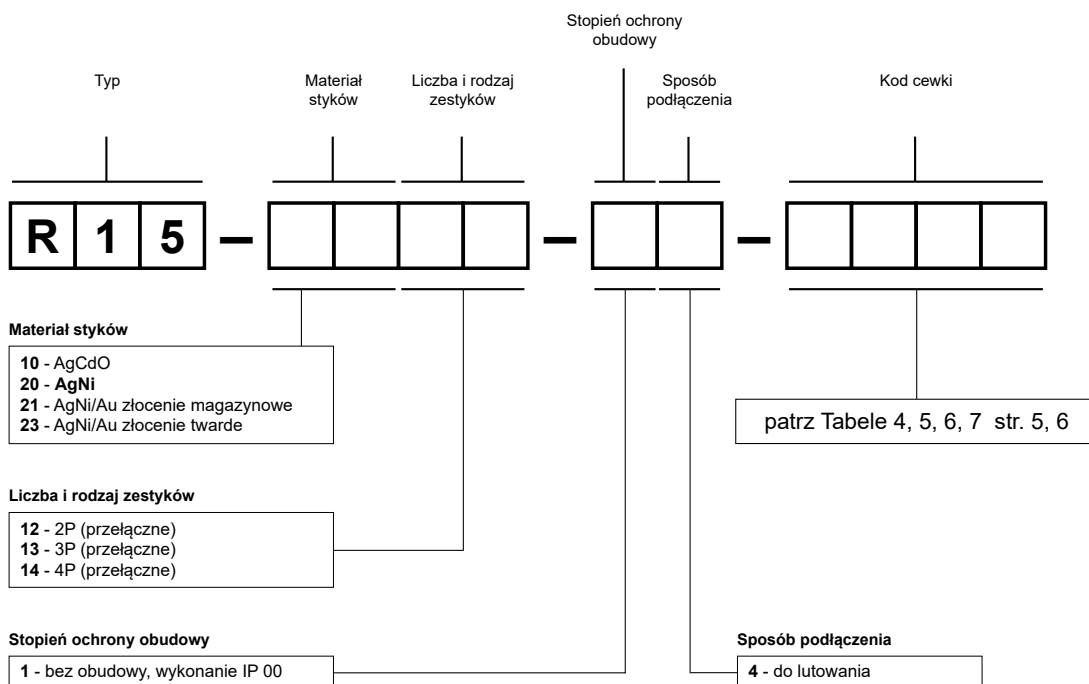 Stopień ochrony
obudowy
Typ
Materiał
styków
Liczba i rodzaj
zestyków
Sposób
podłączenia
Kod cewki
R 1 5 – – –
Materiał styków
10 - AgCdO
20 - AgNi
21 - AgNi/Au złocenie magazynowe
23 - AgNi/Au złocenie twarde
patrz Tabele 4, 5, 6, 7 str. 5, 6
Liczba i rodzaj zestyków
12 - 2P (przełączne)
13 - 3P (przełączne)
14 - 4P (przełączne)
Stopień ochrony obudowy
1 - bez obudowy, wykonanie IP 00
Sposób podłączenia
4 - do lutowania